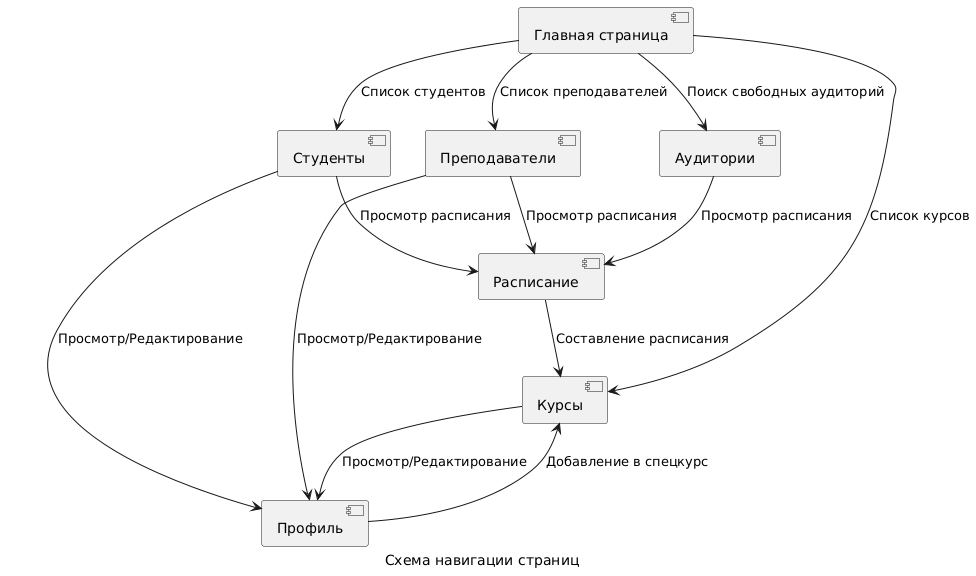 Главная страница
Список студентов
Список преподавателей
Поиск свободных аудиторий
Студенты
Преподаватели
Аудитории
Просмотр расписания
Просмотр расписания
Просмотр расписания
Список курсов
Расписание
Просмотр/Редактирование
Просмотр/Редактирование
Составление расписания
Курсы
Просмотр/Редактирование
Добавление в спецкурс
Профиль
Схема навигации страниц